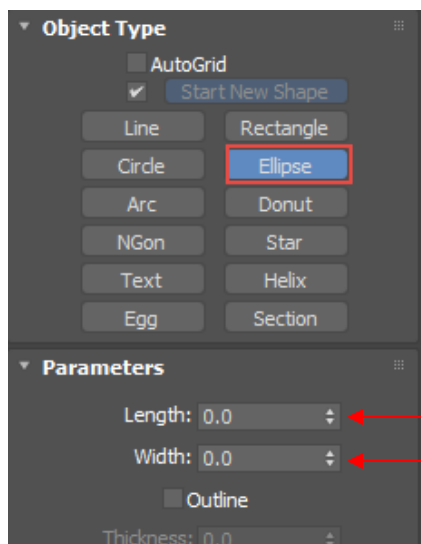 Object Type
AutoGrid
Start New Shape
Line Rectangle
Circle Ellipse
Arc Donut
NGon Star
Text Helix
Egg Section
Parameters
Length: 0.0
Width: 0.0
Outline
Thickness: 0.0